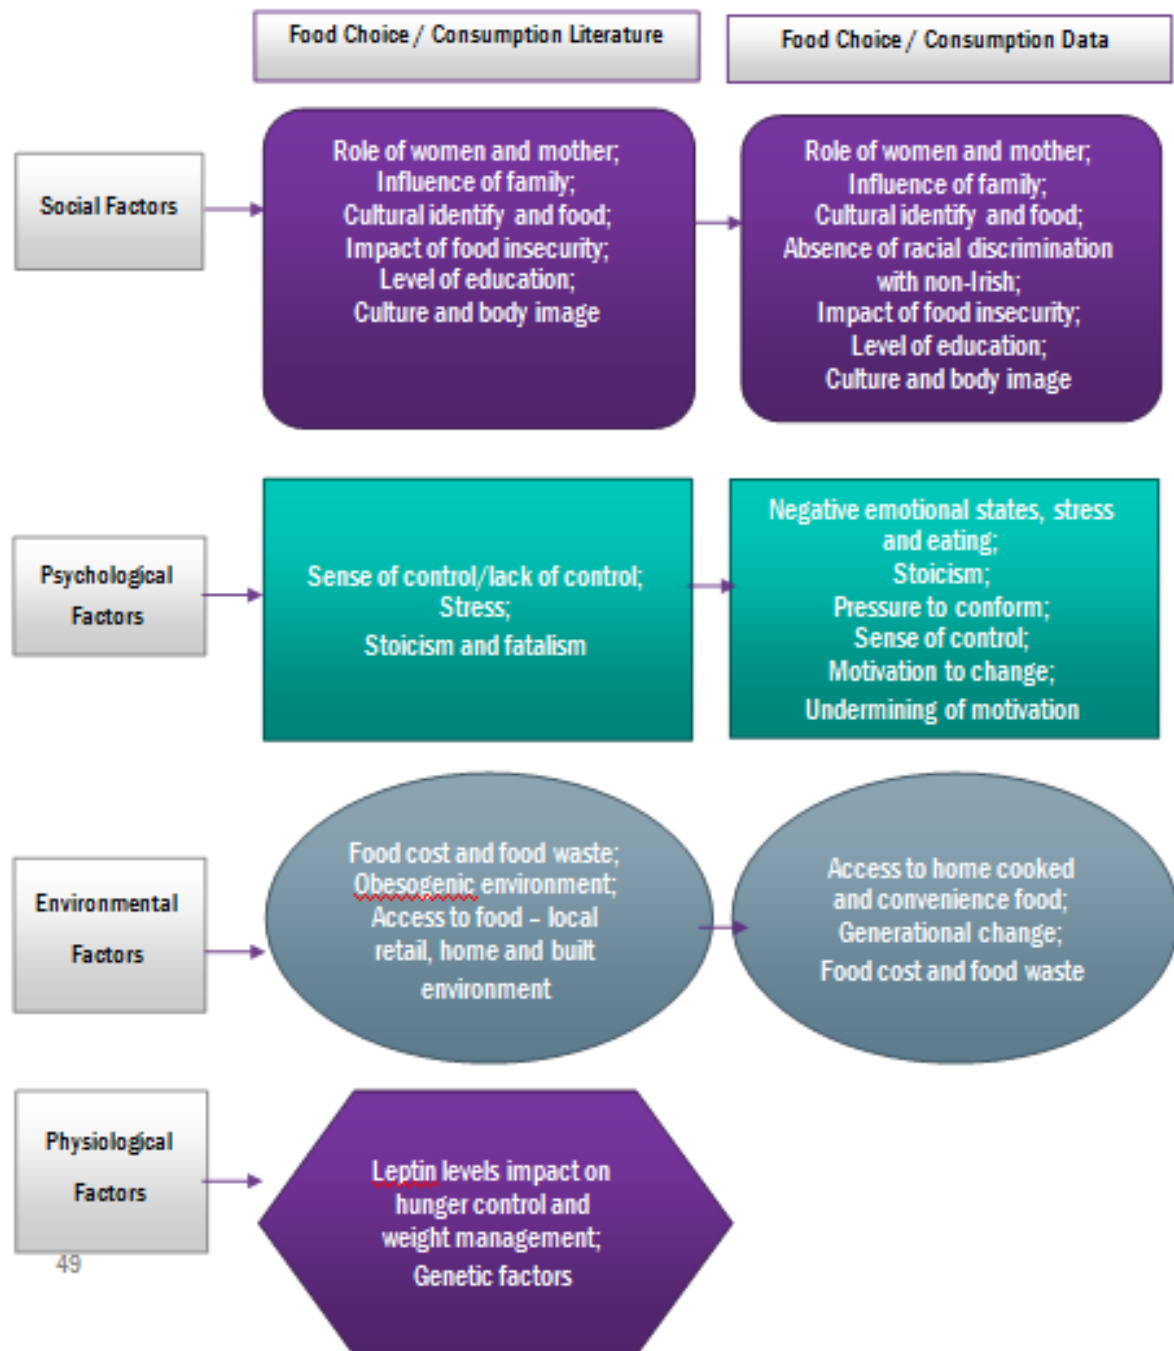 Food Choice / Consumption Literature
Food Choice / Consumption Data
Social Factors
Role of women and mother;
Influence of family;
Cultural identify and food;
Impact of food insecurity;
Level of education;
Culture and body image
Role of women and mother;
Influence of family;
Cultural identify and food;
Absence of racial discrimination
with non-Irish;
Impact of food insecurity;
Level of education;
Culture and body image
Psychological
Factors
Sense of control/lack of control;
Stress;
Stoicism and fatalism
Negative emotional states, stress
and eating;
Stoicism;
Pressure to conform;
Sense of control;
Motivation to change;
Undermining of motivation
Environmental
Factors
Food cost and food waste;
Obesogenic environment;
Access to food – local
retail, home and built
environment
Access to home cooked
and convenience food;
Generational change;
Food cost and food waste
Physiological
Factors
Leptin levels impact on
hunger control and
weight management;
Genetic factors
49